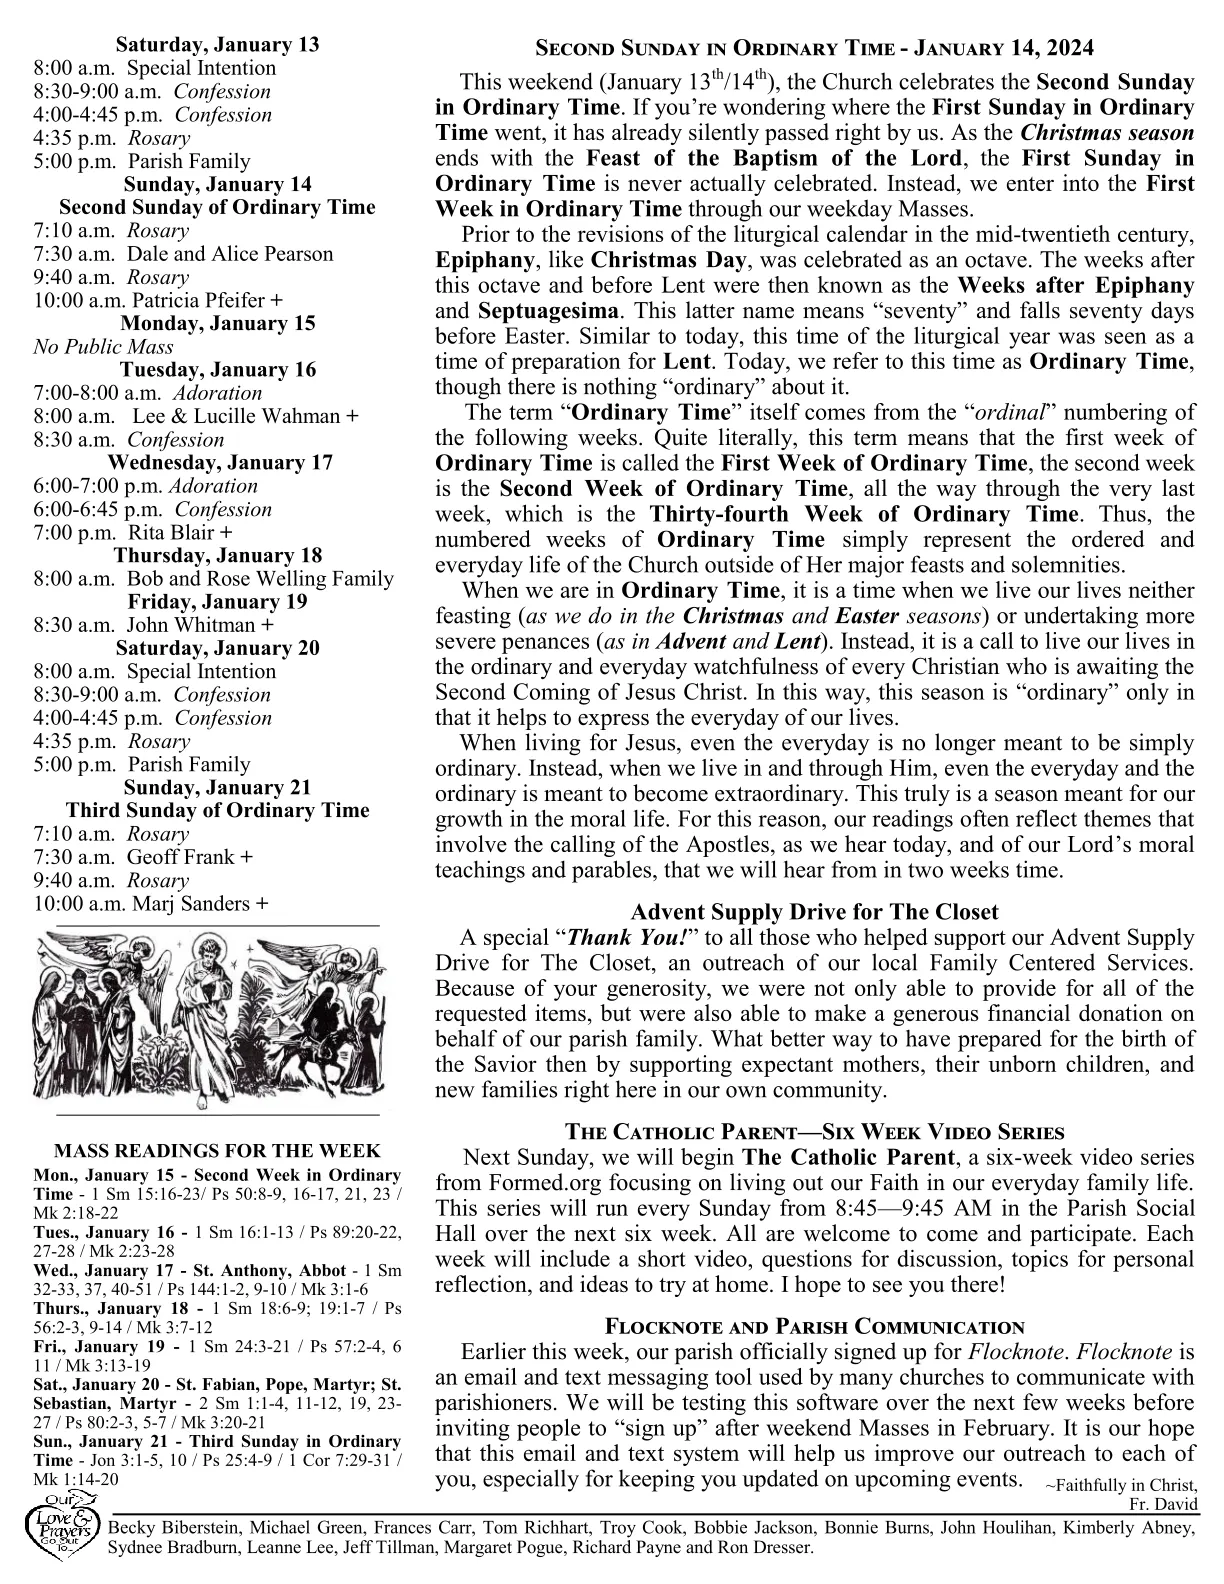 Saturday, January 13
8:00 a.m. Special Intention
8:30-9:00 a.m. Confession
4:00-4:45 p.m. Confession
4:35 p.m. Rosary
5:00 p.m. Parish Family
Sunday, January 14
Second Sunday of Ordinary Time
7:10 a.m. Rosary
7:30 a.m. Dale and Alice Pearson
9:40 a.m. Rosary
10:00 a.m. Patricia Pfeifer +
Monday, January 15
No Public Mass
Tuesday, January 16
7:00-8:00 a.m. Adoration
8:00 a.m. Lee & Lucille Wahman +
8:30 a.m. Confession
Wednesday, January 17
6:00-7:00 p.m. Adoration
6:00-6:45 p.m. Confession
7:00 p.m. Rita Blair +
Thursday, January 18
8:00 a.m. Bob and Rose Welling Family
Friday, January 19
8:30 a.m. John Whitman +
Saturday, January 20
8:00 a.m. Special Intention
8:30-9:00 a.m. Confession
4:00-4:45 p.m. Confession
4:35 p.m. Rosary
5:00 p.m. Parish Family
Sunday, January 21
Third Sunday of Ordinary Time
7:10 a.m. Rosary
7:30 a.m. Geoff Frank +
9:40 a.m. Rosary
10:00 a.m. Marj Sanders +
MASS READINGS FOR THE WEEK
Mon., January 15 - Second Week in Ordinary
Time - 1 Sm 15:16-23/ Ps 50:8-9, 16-17, 21, 23 /
Mk 2:18-22
Tues., January 16 - 1 Sm 16:1-13 / Ps 89:20-22,
27-28 / Mk 2:23-28
Wed., January 17 - St. Anthony, Abbot - 1 Sm
32-33, 37, 40-51 / Ps 144:1-2, 9-10 / Mk 3:1-6
Thurs., January 18 - 1 Sm 18:6-9; 19:1-7 / Ps
56:2-3, 9-14 / Mk 3:7-12
Fri., January 19 - 1 Sm 24:3-21 / Ps 57:2-4, 6
11 / Mk 3:13-19
Sat., January 20 - St. Fabian, Pope, Martyr; St.
Sebastian, Martyr - 2 Sm 1:1-4, 11-12, 19, 23-
27 / Ps 80:2-3, 5-7 / Mk 3:20-21
Sun., January 21 - Third Sunday in Ordinary
Time - Jon 3:1-5, 10 / Ps 25:4-9 / 1 Cor 7:29-31 /
Mk 1:14-20
SECOND SUNDAY IN ORDINARY TIME - JANUARY 14, 2024
This weekend (January 13th/14th), the Church celebrates the Second Sunday
in Ordinary Time. If you're wondering where the First Sunday in Ordinary
Time went, it has already silently passed right by us. As the Christmas season
ends with the Feast of the Baptism of the Lord, the First Sunday in
Ordinary Time is never actually celebrated. Instead, we enter into the First
Week in Ordinary Time through our weekday Masses.
Prior to the revisions of the liturgical calendar in the mid-twentieth century,
Epiphany, like Christmas Day, was celebrated as an octave. The weeks after
this octave and before Lent were then known as the Weeks after Epiphany
and Septuagesima. This latter name means “seventy” and falls seventy days
before Easter. Similar to today, this time of the liturgical year was seen as a
time of preparation for Lent. Today, we refer to this time as Ordinary Time,
though there is nothing “ordinary” about it.
The term “Ordinary Time” itself comes from the “ordinal” numbering of
the following weeks. Quite literally, this term means that the first week of
Ordinary Time is called the First Week of Ordinary Time, the second week
is the Second Week of Ordinary Time, all the way through the very last
week, which is the Thirty-fourth Week of Ordinary Time. Thus, the
numbered weeks of Ordinary Time simply represent the ordered and
everyday life of the Church outside of Her major feasts and solemnities.
When we are in Ordinary Time, it is a time when we live our lives neither
feasting (as we do in the Christmas and Easter seasons) or undertaking more
severe penances (as in Advent and Lent). Instead, it is a call to live our lives in
the ordinary and everyday watchfulness of every Christian who is awaiting the
Second Coming of Jesus Christ. In this way, this season is “ordinary” only in
that it helps to express the everyday of our lives.
When living for Jesus, even the everyday is no longer meant to be simply
ordinary. Instead, when we live in and through Him, even the everyday and the
ordinary is meant to become extraordinary. This truly is a season meant for our
growth in the moral life. For this reason, our readings often reflect themes that
involve the calling of the Apostles, as we hear today, and of our Lord's moral
teachings and parables, that we will hear from in two weeks time.
Advent Supply Drive for The Closet
A special “Thank You!” to all those who helped support our Advent Supply
Drive for The Closet, an outreach of our local Family Centered Services.
Because of your generosity, we were not only able to provide for all of the
requested items, but were also able to make a generous financial donation on
behalf of our parish family. What better way to have prepared for the birth of
the Savior then by supporting expectant mothers, their unborn children, and
new families right here in our own community.
THE CATHOLIC PARENT—SIX WEEK VIDEO SERIES
Next Sunday, we will begin The Catholic Parent, a six-week video series
from Formed.org focusing on living out our Faith in our everyday family life.
This series will run every Sunday from 8:45—9:45 AM in the Parish Social
Hall over the next six week. All are welcome to come and participate. Each
week will include a short video, questions for discussion, topics for personal
reflection, and ideas to try at home. I hope to see you there!
FLOCKNOTE AND PARISH COMMUNICATION
Earlier this week, our parish officially signed up for Flocknote. Flocknote is
an email and text messaging tool used by many churches to communicate with
parishioners. We will be testing this software over the next few weeks before
inviting people to “sign up” after weekend Masses in February. It is our hope
that this email and text system will help us improve our outreach to each of
you, especially for keeping you updated on upcoming events. ~Faithfully in Christ,
Fr. David
Our
Love &
Prayers
Go Out
To...
Becky Biberstein, Michael Green, Frances Carr, Tom Richhart, Troy Cook, Bobbie Jackson, Bonnie Burns, John Houlihan, Kimberly Abney,
Sydnee Bradburn, Leanne Lee, Jeff Tillman, Margaret Pogue, Richard Payne and Ron Dresser.